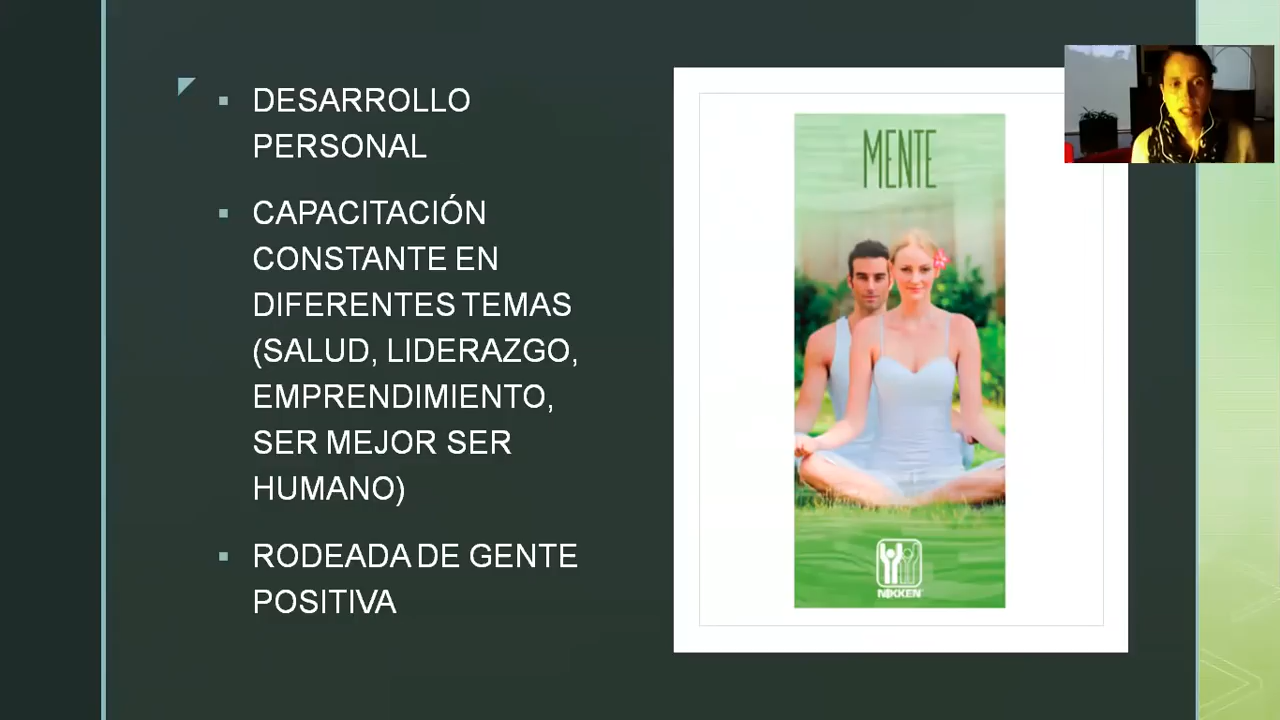 DESARROLLO
PERSONAL
CAPACITACIÓN
CONSTANTE EN
DIFERENTES TEMAS
(SALUD, LIDERAZGO,
EMPRENDIMIENTO,
SER MEJOR SER
HUMANO)
RODEADA DE GENTE
POSITIVA
MENTE
NIKKEN